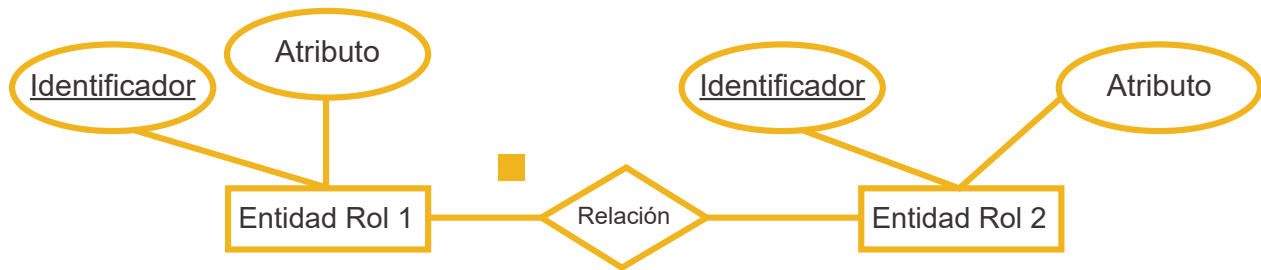 Identificador
Atributo
Identificador
Atributo
Entidad Rol 1
Relación
Entidad Rol 2